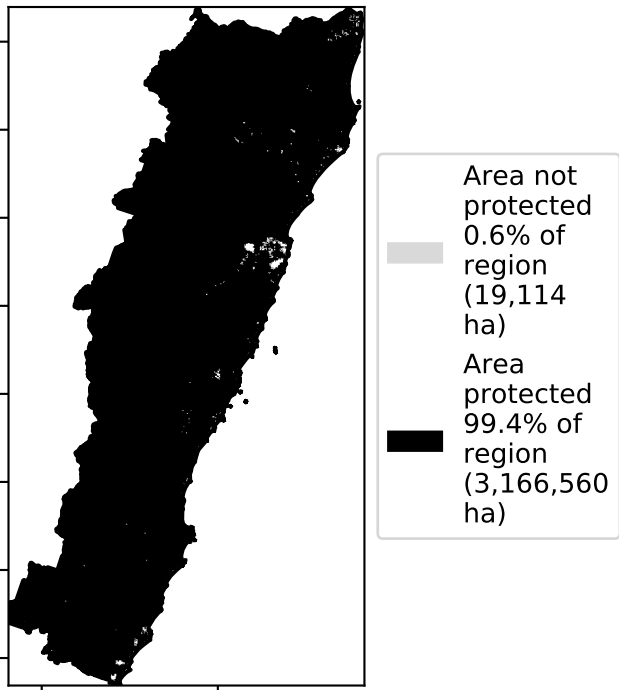 Area not
protected
0.6% of
region
(19,114
ha)
Area
protected
99.4% of
region
(3,166,560
ha)